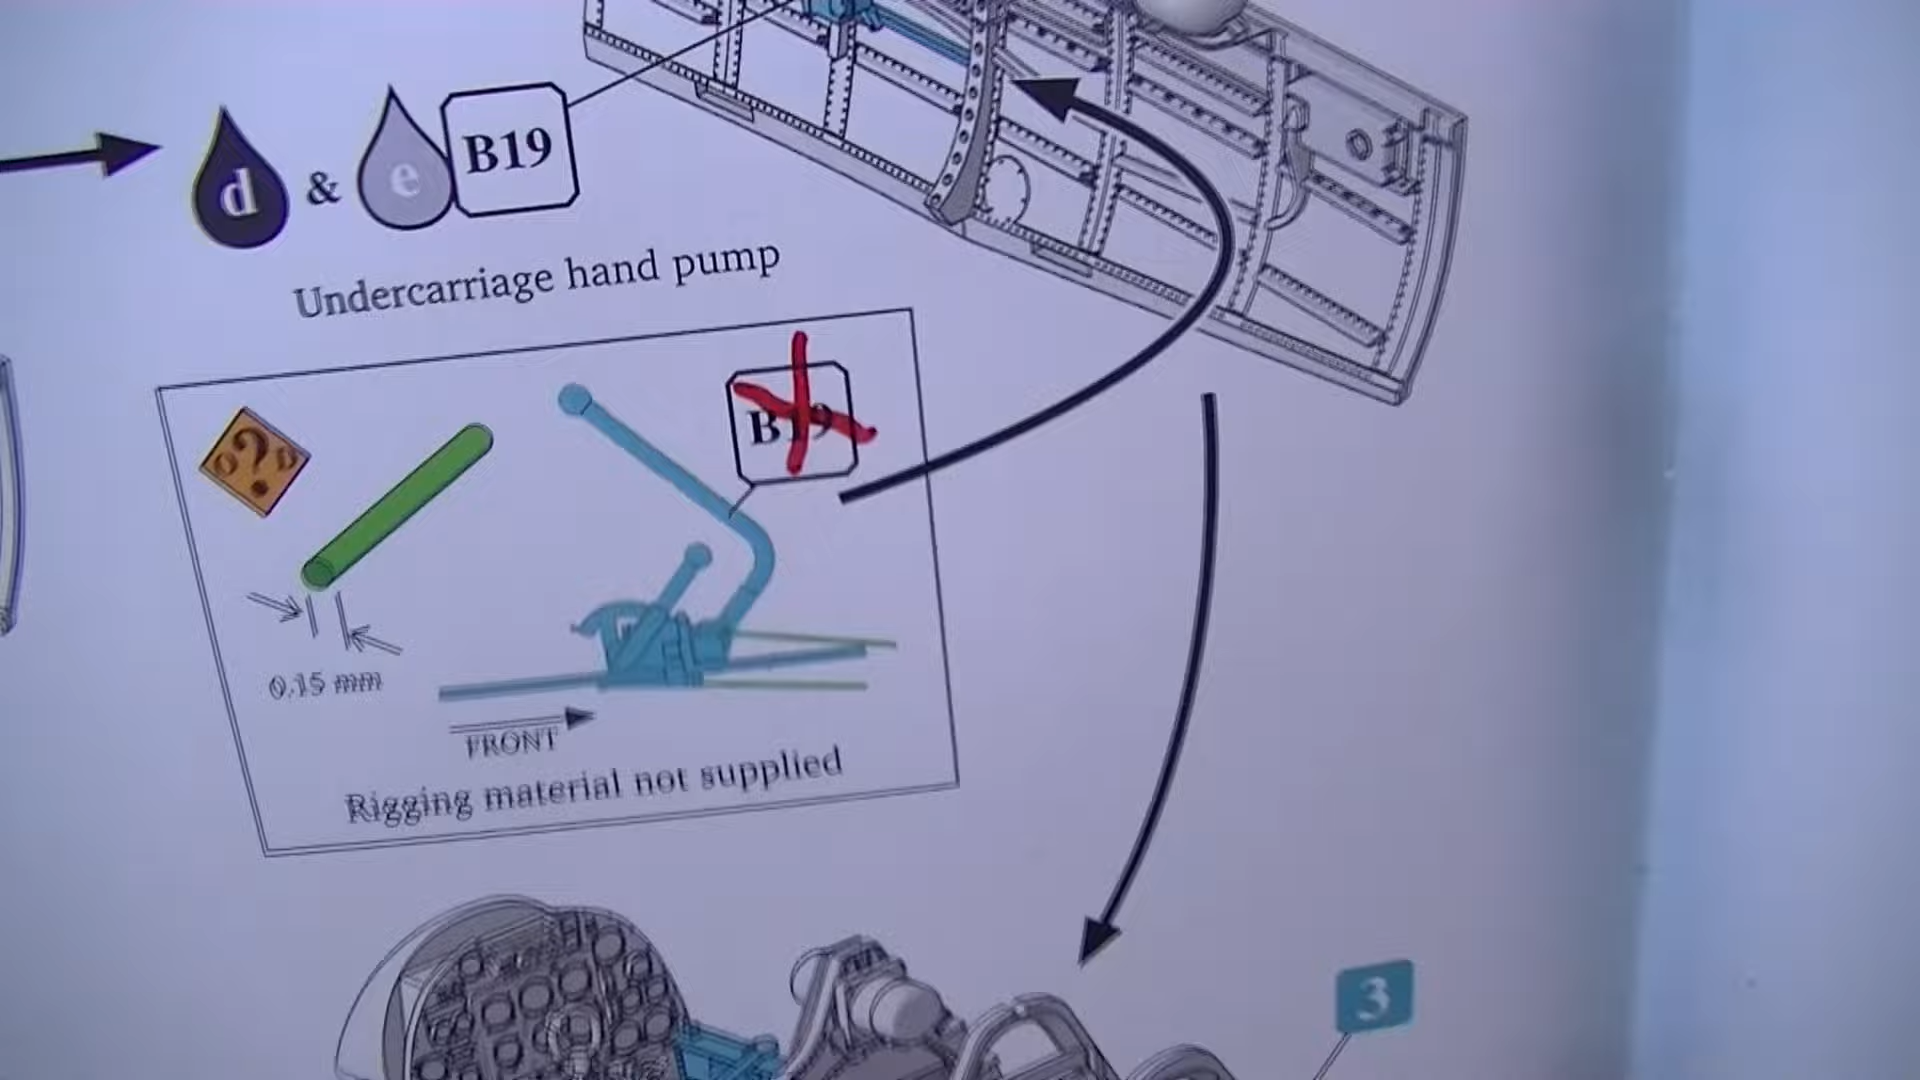 d & e B19
Undercarriage hand pump
?
B19
0.15 mm
FRONT
Rigging material not supplied
3